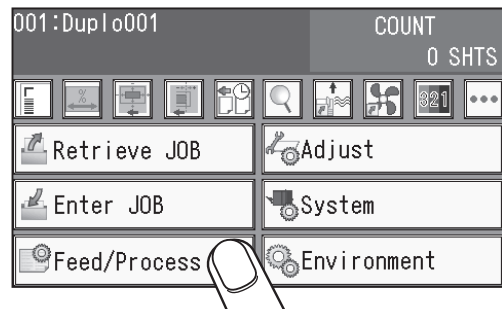 001:Duplo001
COUNT
0 SHTS
%
321
Retrieve JOB
Adjust
Enter JOB
System
Feed/Process
Environment